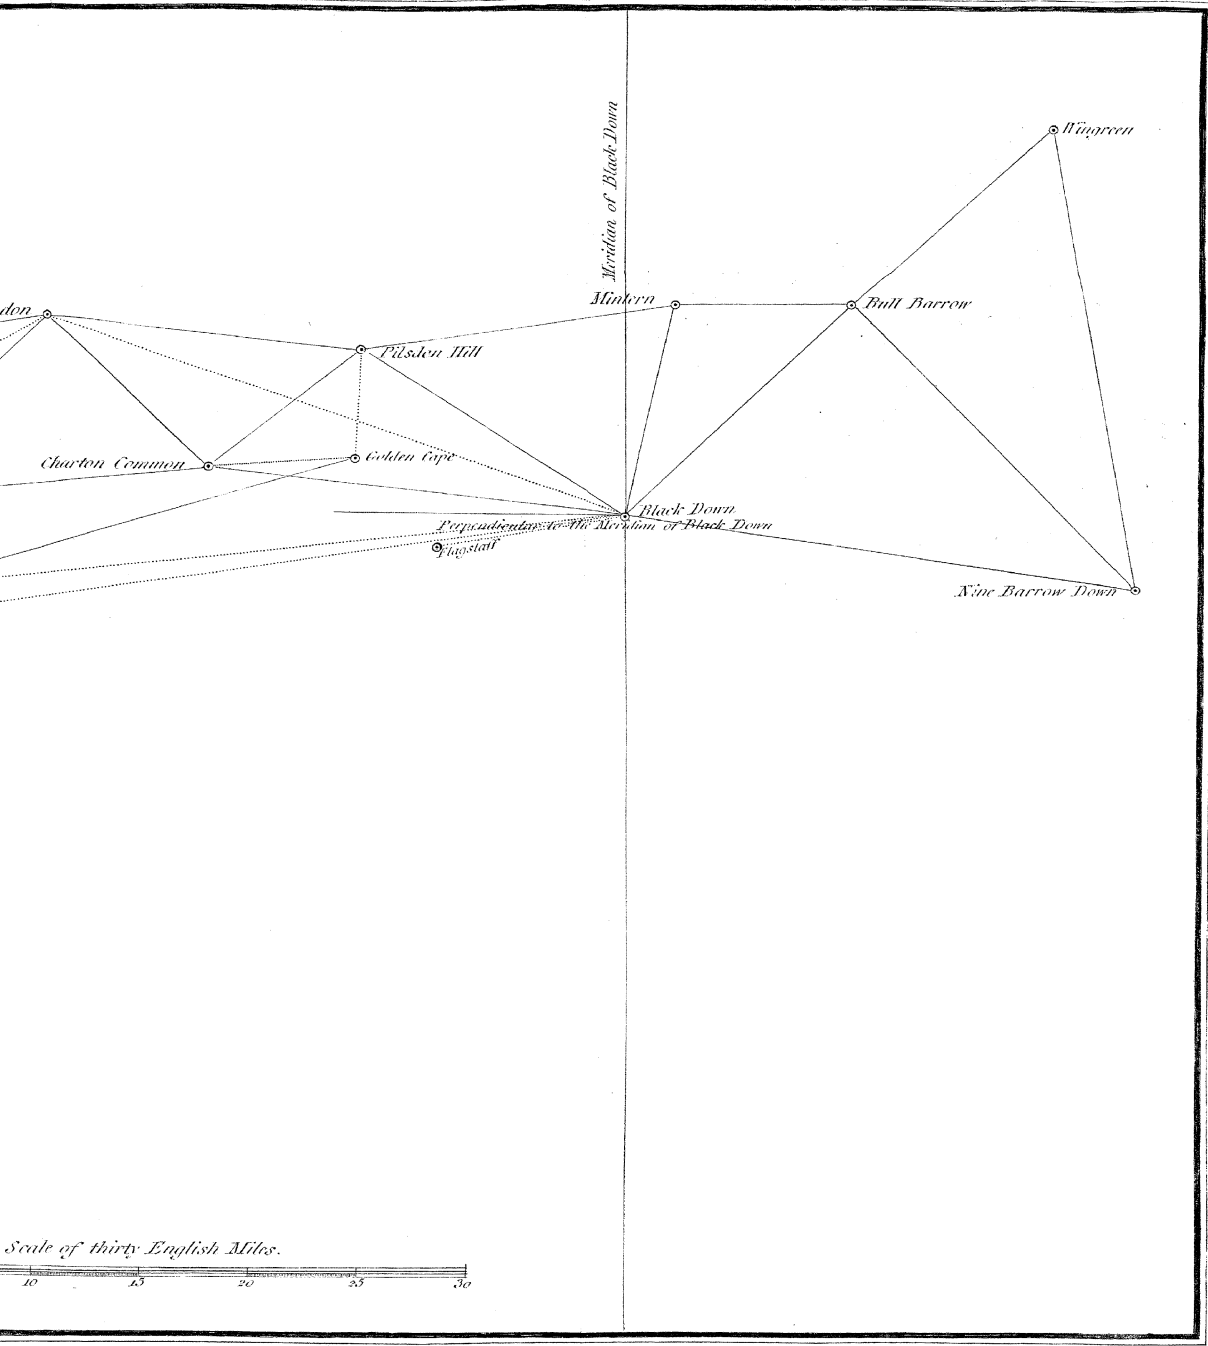 Meridian of Black Down
Wingreen
Mintern
Bull Barrow
don
Pilsden Hill
Charton Common
Golden Cape
Black Down
Perpendicular to the Meridian of Black Down
Flagstaff
Nine Barrow Down
Scale of thirty English Miles.
10 15 20 25 30